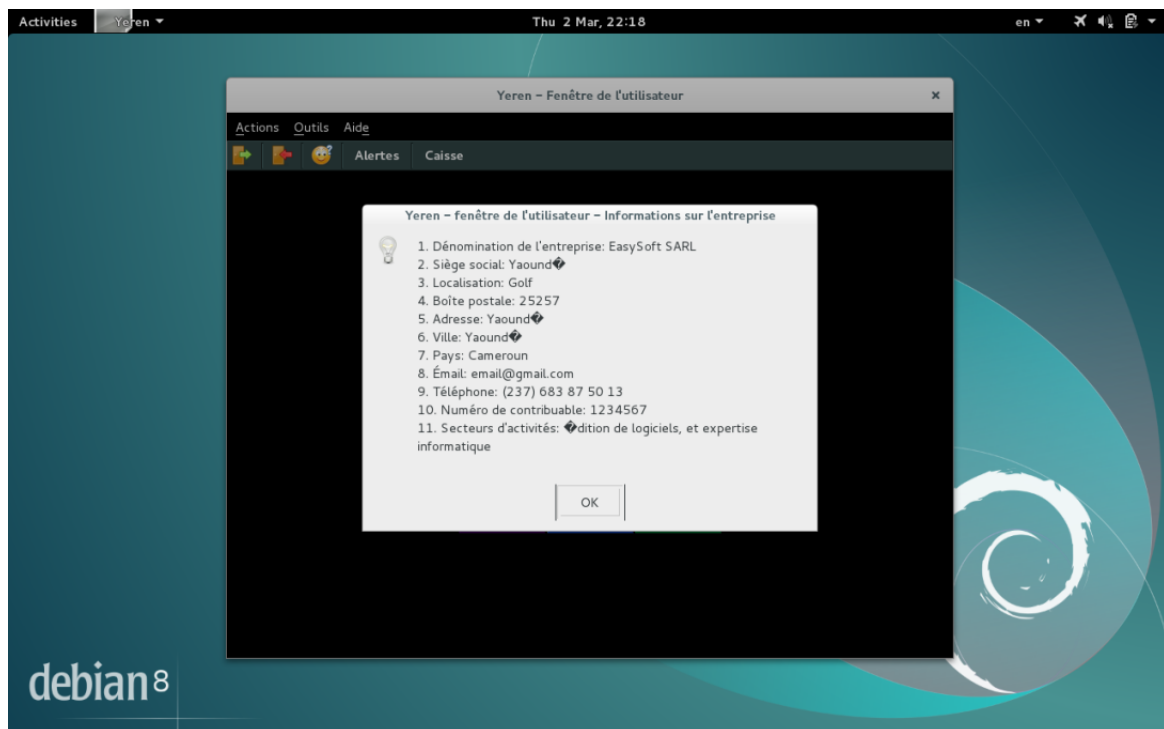 Activities Yeren Thu 2 Mar, 22:18 en
Yeren – Fenêtre de l'utilisateur
Actions Outils Aide
Alertes Caisse
Yeren – fenêtre de l'utilisateur – Informations sur l'entreprise
1. Dénomination de l'entreprise: EasySoft SARL
2. Siège social: Yaound�
3. Localisation: Golf
4. Boîte postale: 25257
5. Adresse: Yaound�
6. Ville: Yaound�
7. Pays: Cameroun
8. Émail: email@gmail.com
9. Téléphone: (237) 683 87 50 13
10. Numéro de contribuable: 1234567
11. Secteurs d'activités: �dition de logiciels, et expertise
informatique
OK
debian 8